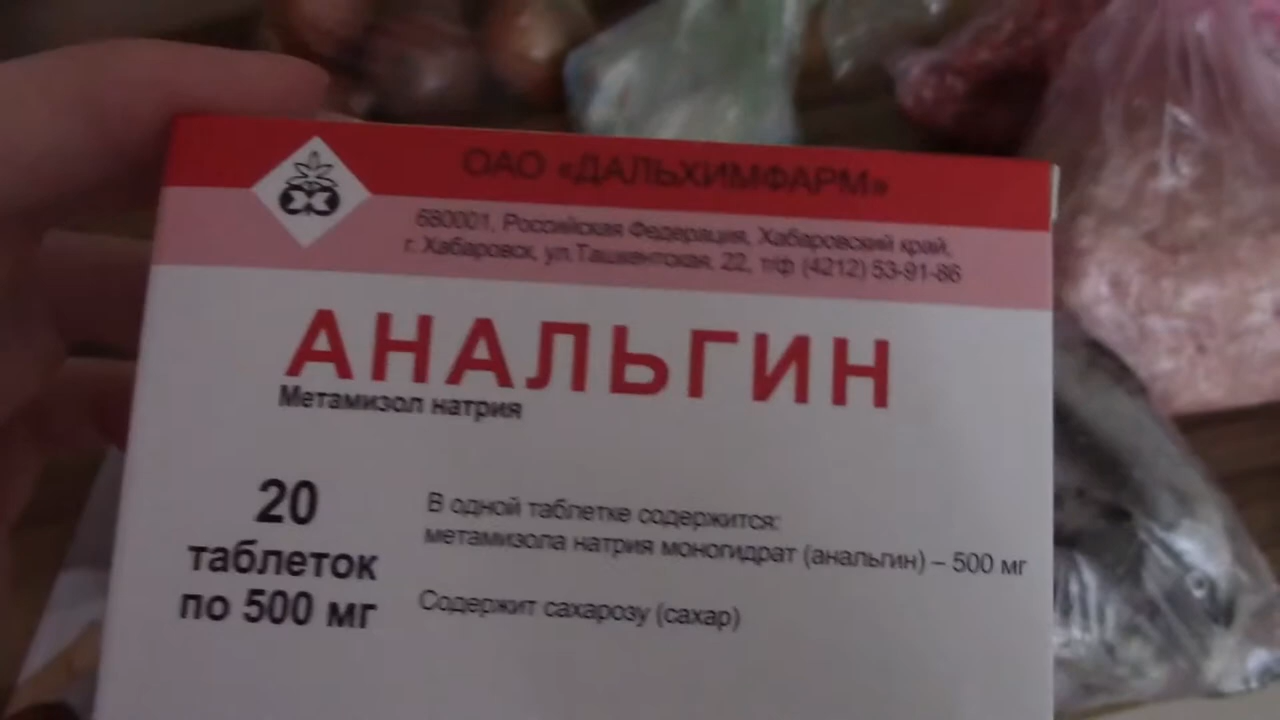 ОАО «ДАЛЬХИМФАРМ»
680001, Российская Федерация, Хабаровский край,
г. Хабаровск, ул.Ташкентская, 22, т/ф (4212) 53-91-86
АНАЛЬГИН
Метамизол натрия
20
таблеток
по 500 мг
В одной таблетке содержится:
метамизола натрия моногидрат (анальгин) – 500 мг
Содержит сахарозу (сахар)